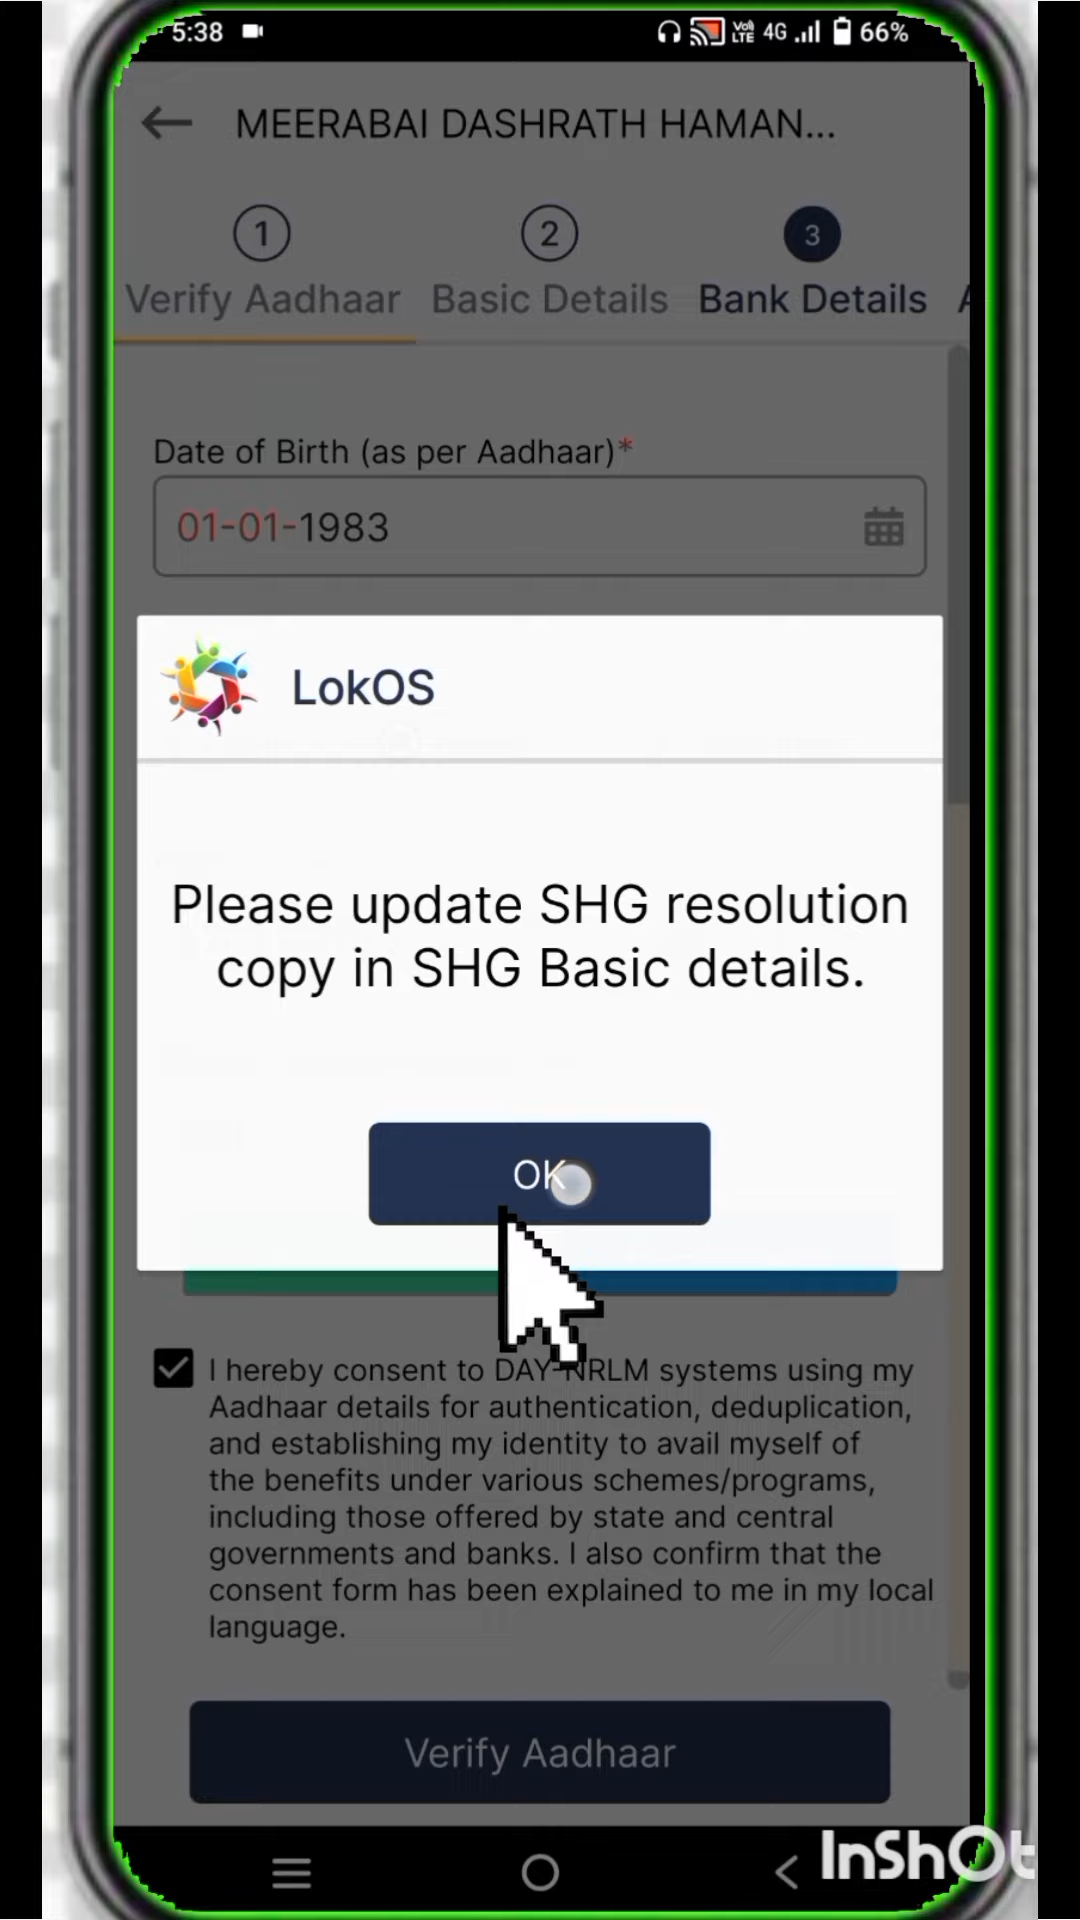 5:38 VoLTE 4G 66%
MEERABAI DASHRATH HAMAN...
1 2 3
Verify Aadhaar Basic Details Bank Details A
Date of Birth (as per Aadhaar)*
01-01-1983
LokOS
Please update SHG resolution
copy in SHG Basic details.
OK
I hereby consent to DAY-NRLM systems using my
Aadhaar details for authentication, deduplication,
and establishing my identity to avail myself of
the benefits under various schemes/programs,
including those offered by state and central
governments and banks. I also confirm that the
consent form has been explained to me in my local
language.
Verify Aadhaar
InShOt